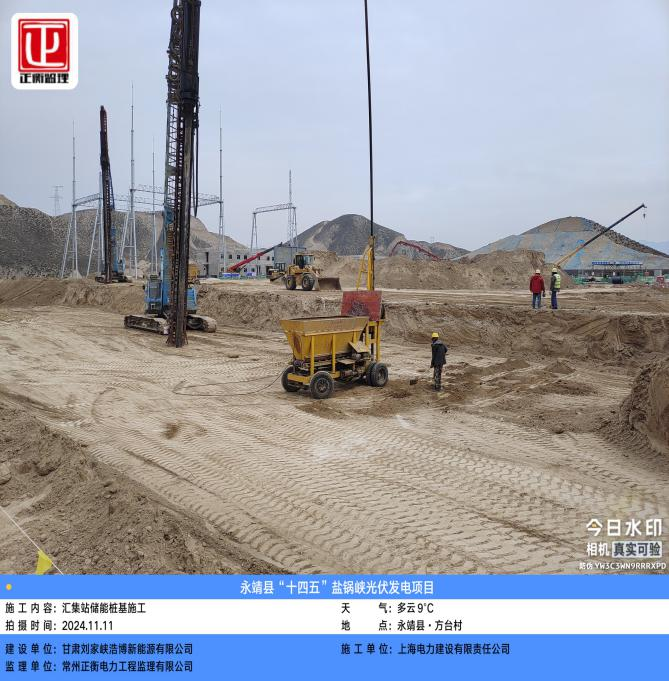 正衡监理
今日水印
相机 真实可验
防伪 YW3C3WN9RRRXPD
永靖县“十四五”盐锅峡光伏发电项目
施工内容：汇集站储能桩基施工
天气：多云 9℃
拍摄时间：2024.11.11
地点：永靖县·方台村
建设单位：甘肃刘家峡浩博新能源有限公司
施工单位：上海电力建设有限责任公司
监理单位：常州正衡电力工程监理有限公司